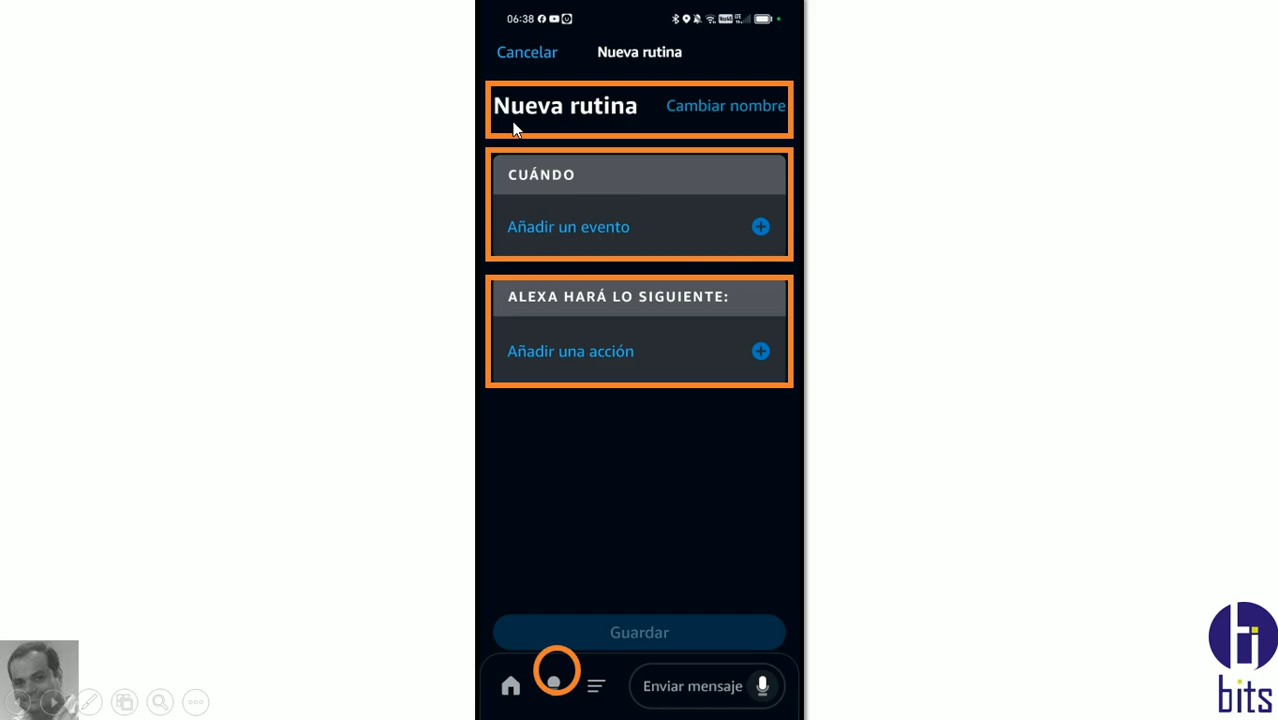 06:38
Cancelar
Nueva rutina
Nueva rutina
Cambiar nombre
CUÁNDO
Añadir un evento
ALEXA HARÁ LO SIGUIENTE:
Añadir una acción
Guardar
Enviar mensaje
hi
bits